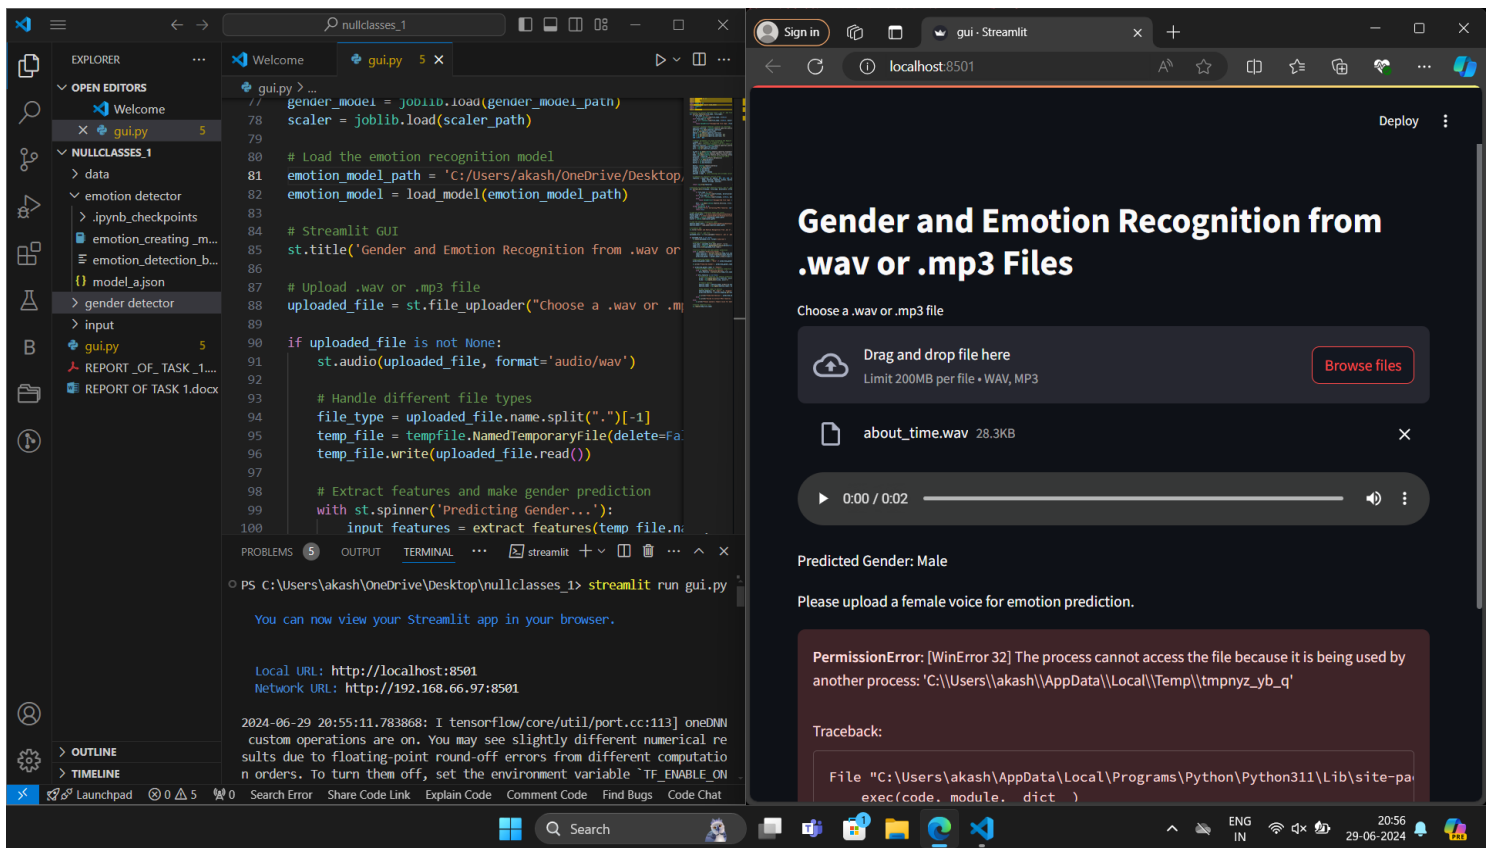 nullclasses_1
EXPLORER
OPEN EDITORS
Welcome
gui.py 5
NULLCLASSES_1
data
emotion detector
.ipynb_checkpoints
emotion_creating _m...
emotion_detection_b...
model_a.json
gender detector
input
gui.py 5
REPORT _OF_ TASK _1....
REPORT OF TASK 1.docx
OUTLINE
TIMELINE
Welcome
gui.py 5
gui.py > ...
77 gender_model = joblib.load(gender_model_path)
78 scaler = joblib.load(scaler_path)
79
80 # Load the emotion recognition model
81 emotion_model_path = 'C:/Users/akash/OneDrive/Desktop/
82 emotion_model = load_model(emotion_model_path)
83
84 # Streamlit GUI
85 st.title('Gender and Emotion Recognition from .wav or
86
87 # Upload .wav or .mp3 file
88 uploaded_file = st.file_uploader("Choose a .wav or .m
89
90 if uploaded_file is not None:
91 st.audio(uploaded_file, format='audio/wav')
92
93 # Handle different file types
94 file_type = uploaded_file.name.split(".")[-1]
95 temp_file = tempfile.NamedTemporaryFile(delete=Fa
96 temp_file.write(uploaded_file.read())
97
98 # Extract features and make gender prediction
99 with st.spinner('Predicting Gender...'):
100 input_features = extract_features(temp_file.na
PROBLEMS 5 OUTPUT TERMINAL ... streamlit
PS C:\Users\akash\OneDrive\Desktop\nullclasses_1> streamlit run gui.py
You can now view your Streamlit app in your browser.
Local URL: http://localhost:8501
Network URL: http://192.168.66.97:8501
2024-06-29 20:55:11.783868: I tensorflow/core/util/port.cc:113] oneDNN
custom operations are on. You may see slightly different numerical re
sults due to floating-point round-off errors from different computatio
n orders. To turn them off, set the environment variable `TF_ENABLE_ON
Launchpad 0 5 0 Search Error Share Code Link Explain Code Comment Code Find Bugs Code Chat
Sign in
gui · Streamlit
localhost:8501
Deploy
Gender and Emotion Recognition from
.wav or .mp3 Files
Choose a .wav or .mp3 file
Drag and drop file here
Limit 200MB per file • WAV, MP3
Browse files
about_time.wav 28.3KB
0:00 / 0:02
Predicted Gender: Male
Please upload a female voice for emotion prediction.
PermissionError: [WinError 32] The process cannot access the file because it is being used by
another process: 'C:\\Users\\akash\\AppData\\Local\\Temp\\tmpnyz_yb_q'
Traceback:
File "C:\Users\akash\AppData\Local\Programs\Python\Python311\Lib\site-pa
exec(code, module.__dict__)
Search
1
ENG
IN
20:56
29-06-2024
PRE